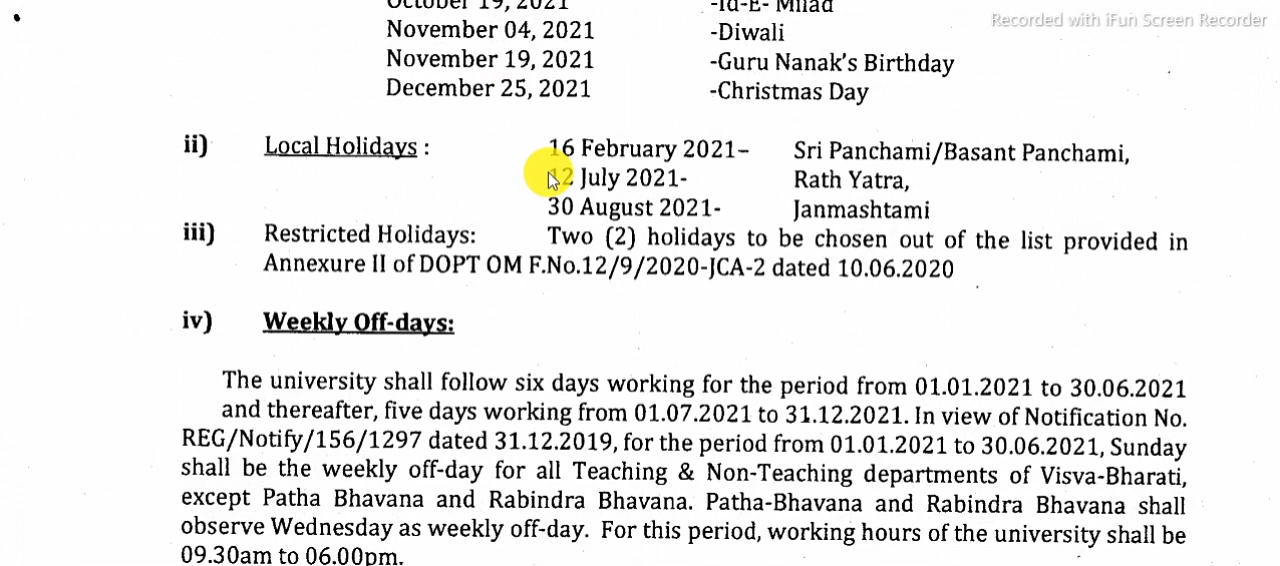 October 19, 2021 -Id-E- Milad
Recorded with iFun Screen Recorder
November 04, 2021 -Diwali
November 19, 2021 -Guru Nanak's Birthday
December 25, 2021 -Christmas Day
ii) Local Holidays : 16 February 2021– Sri Panchami/Basant Panchami,
12 July 2021- Rath Yatra,
30 August 2021- Janmashtami
iii) Restricted Holidays: Two (2) holidays to be chosen out of the list provided in
Annexure II of DOPT OM F.No.12/9/2020-JCA-2 dated 10.06.2020
iv) Weekly Off-days:
The university shall follow six days working for the period from 01.01.2021 to 30.06.2021
and thereafter, five days working from 01.07.2021 to 31.12.2021. In view of Notification No.
REG/Notify/156/1297 dated 31.12.2019, for the period from 01.01.2021 to 30.06.2021, Sunday
shall be the weekly off-day for all Teaching & Non-Teaching departments of Visva-Bharati,
except Patha Bhavana and Rabindra Bhavana. Patha-Bhavana and Rabindra Bhavana shall
observe Wednesday as weekly off-day. For this period, working hours of the university shall be
09.30am to 06.00pm.